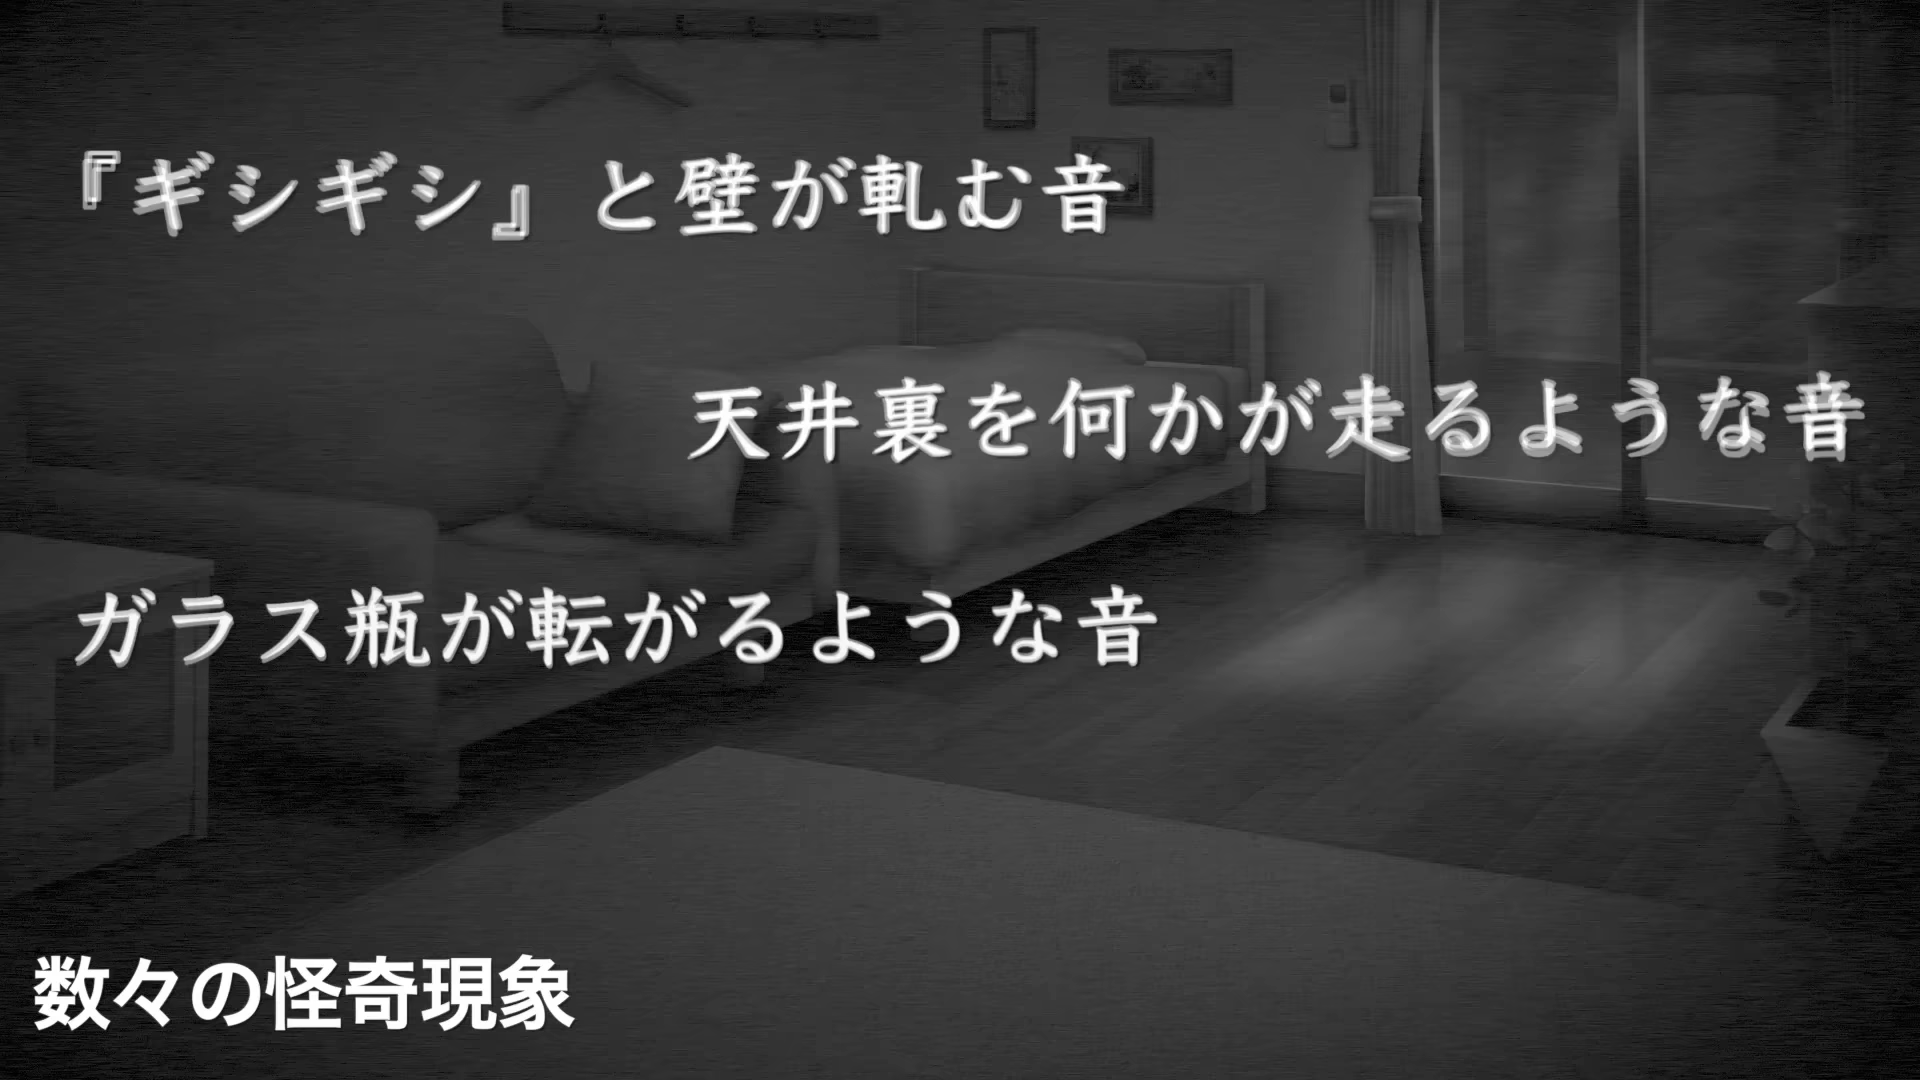 『ギシギシ』と壁が軋む音
天井裏を何かが走るような音
ガラス瓶が転がるような音
数々の怪奇現象